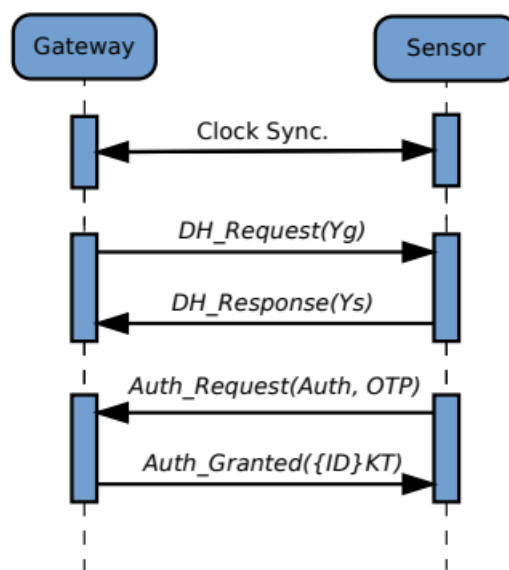 Gateway
Sensor
Clock Sync.
DH_Request(Yg)
DH_Response(Ys)
Auth_Request(Auth, OTP)
Auth_Granted({ID}KT)